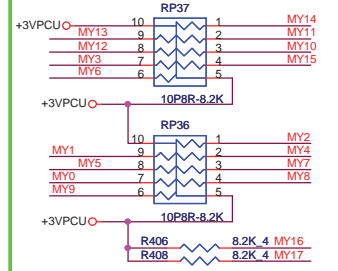 RP37
+3VPCU 10 1 MY14
MY13 9 2 MY11
MY12 8 3 MY10
MY3 7 4 MY15
MY6 6 5
+3VPCU 10P8R-8.2K
RP36
10 1 MY2
MY1 9 2 MY4
MY5 8 3 MY7
MY0 7 4 MY8
MY9 6 5
+3VPCU 10P8R-8.2K
R406 8.2K_4 MY16
R408 8.2K_4 MY17